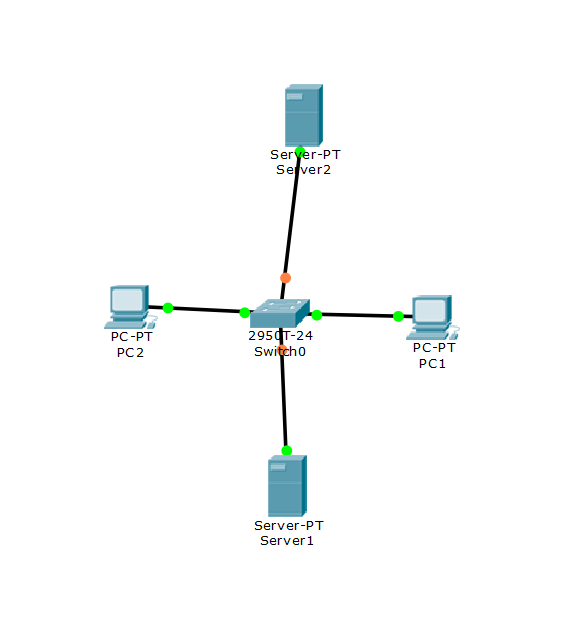 Server-PT
Server2
PC-PT
PC2
2950T-24
Switch0
PC-PT
PC1
Server-PT
Server1